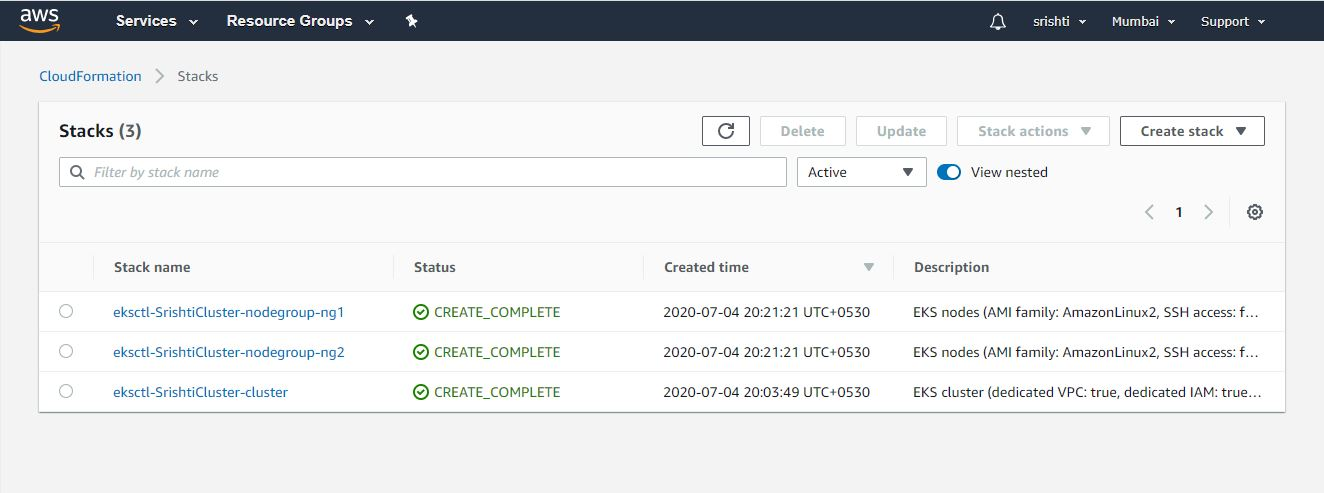 aws Services Resource Groups srishti Mumbai Support
CloudFormation Stacks
Stacks (3) Delete Update Stack actions Create stack
Filter by stack name Active View nested
1
Stack name Status Created time Description
eksctl-SrishtiCluster-nodegroup-ng1 CREATE_COMPLETE 2020-07-04 20:21:21 UTC+0530 EKS nodes (AMI family: AmazonLinux2, SSH access: f...
eksctl-SrishtiCluster-nodegroup-ng2 CREATE_COMPLETE 2020-07-04 20:21:21 UTC+0530 EKS nodes (AMI family: AmazonLinux2, SSH access: f...
eksctl-SrishtiCluster-cluster CREATE_COMPLETE 2020-07-04 20:03:49 UTC+0530 EKS cluster (dedicated VPC: true, dedicated IAM: true...